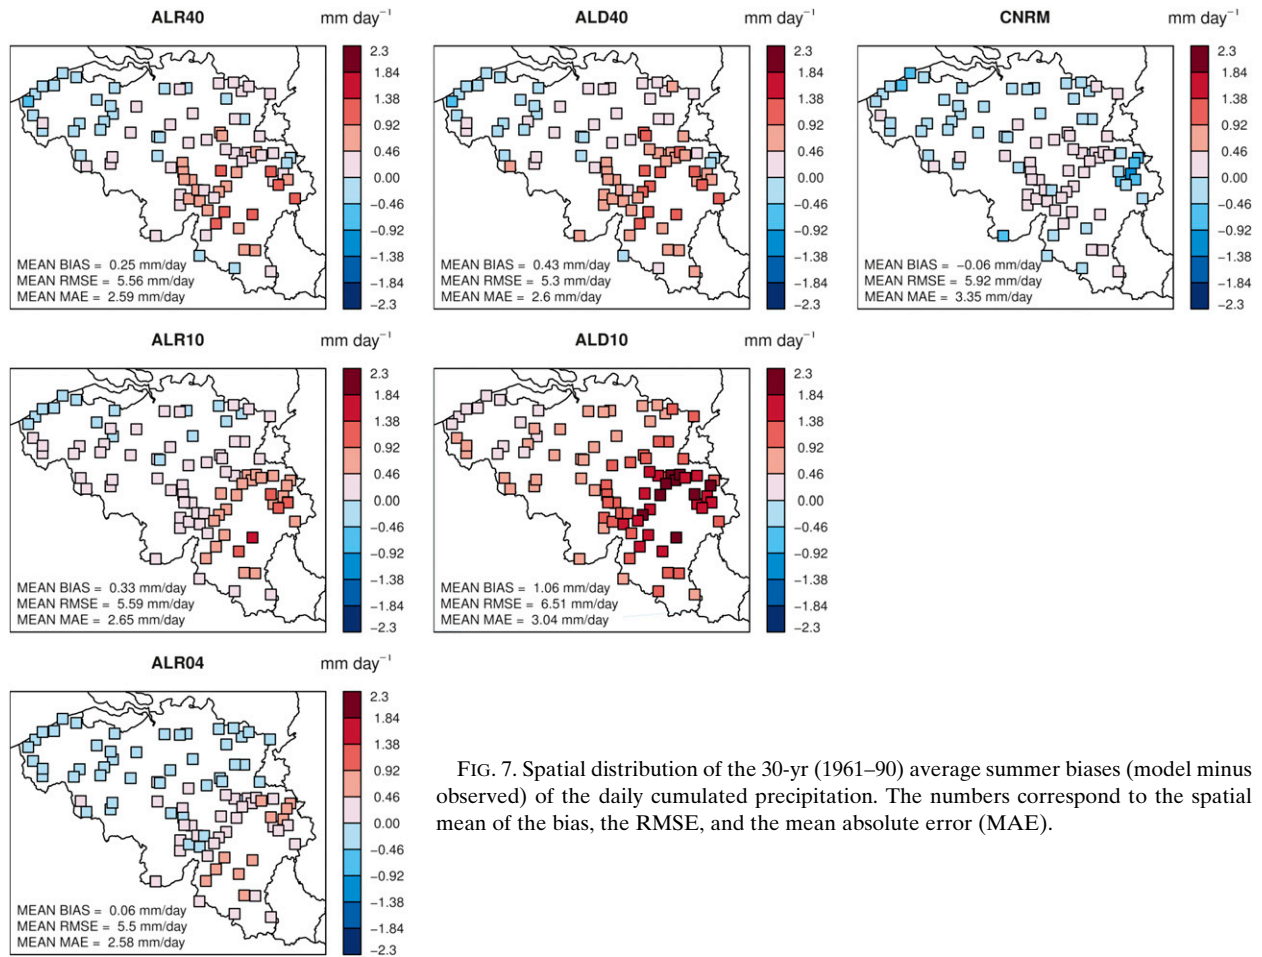 ALR40 mm day⁻¹
2.3
1.84
1.38
0.92
0.46
0.00
−0.46
−0.92
−1.38
−1.84
−2.3
MEAN BIAS = 0.25 mm/day
MEAN RMSE = 5.56 mm/day
MEAN MAE = 2.59 mm/day
ALD40 mm day⁻¹
2.3
1.84
1.38
0.92
0.46
0.00
−0.46
−0.92
−1.38
−1.84
−2.3
MEAN BIAS = 0.43 mm/day
MEAN RMSE = 5.3 mm/day
MEAN MAE = 2.6 mm/day
CNRM mm day⁻¹
2.3
1.84
1.38
0.92
0.46
0.00
−0.46
−0.92
−1.38
−1.84
−2.3
MEAN BIAS = −0.06 mm/day
MEAN RMSE = 5.92 mm/day
MEAN MAE = 3.35 mm/day
ALR10 mm day⁻¹
2.3
1.84
1.38
0.92
0.46
0.00
−0.46
−0.92
−1.38
−1.84
−2.3
MEAN BIAS = 0.33 mm/day
MEAN RMSE = 5.59 mm/day
MEAN MAE = 2.65 mm/day
ALD10 mm day⁻¹
2.3
1.84
1.38
0.92
0.46
0.00
−0.46
−0.92
−1.38
−1.84
−2.3
MEAN BIAS = 1.06 mm/day
MEAN RMSE = 6.51 mm/day
MEAN MAE = 3.04 mm/day
ALR04 mm day⁻¹
2.3
1.84
1.38
0.92
0.46
0.00
−0.46
−0.92
−1.38
−1.84
−2.3
MEAN BIAS = 0.06 mm/day
MEAN RMSE = 5.5 mm/day
MEAN MAE = 2.58 mm/day
FIG. 7. Spatial distribution of the 30-yr (1961–90) average summer biases (model minus
observed) of the daily cumulated precipitation. The numbers correspond to the spatial
mean of the bias, the RMSE, and the mean absolute error (MAE).